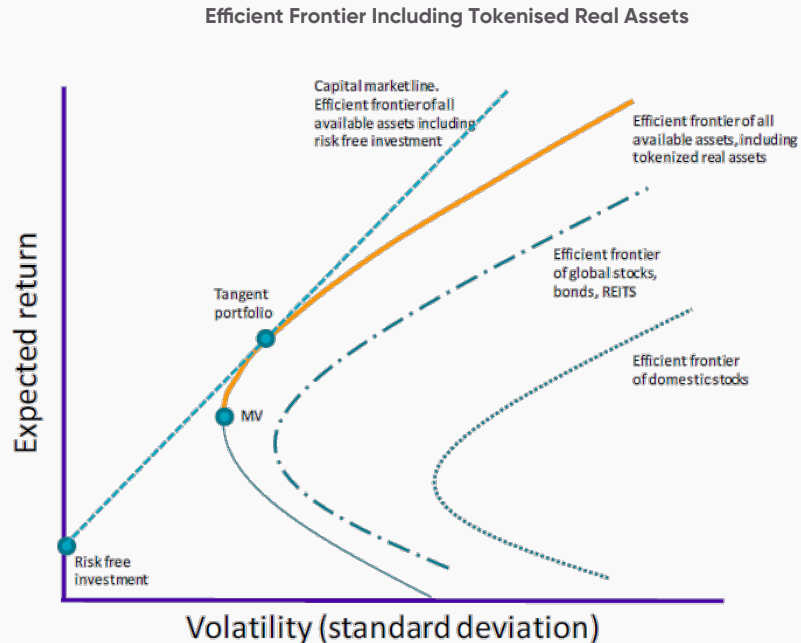 Efficient Frontier Including Tokenised Real Assets
Capital market line.
Efficient frontier of all
available assets including
risk free investment
Efficient frontier of all
available assets, including
tokenized real assets
Efficient frontier
of global stocks,
bonds, REITS
Tangent
portfolio
Efficient frontier
of domestic stocks
MV
Risk free
investment
Expected return
Volatility (standard deviation)